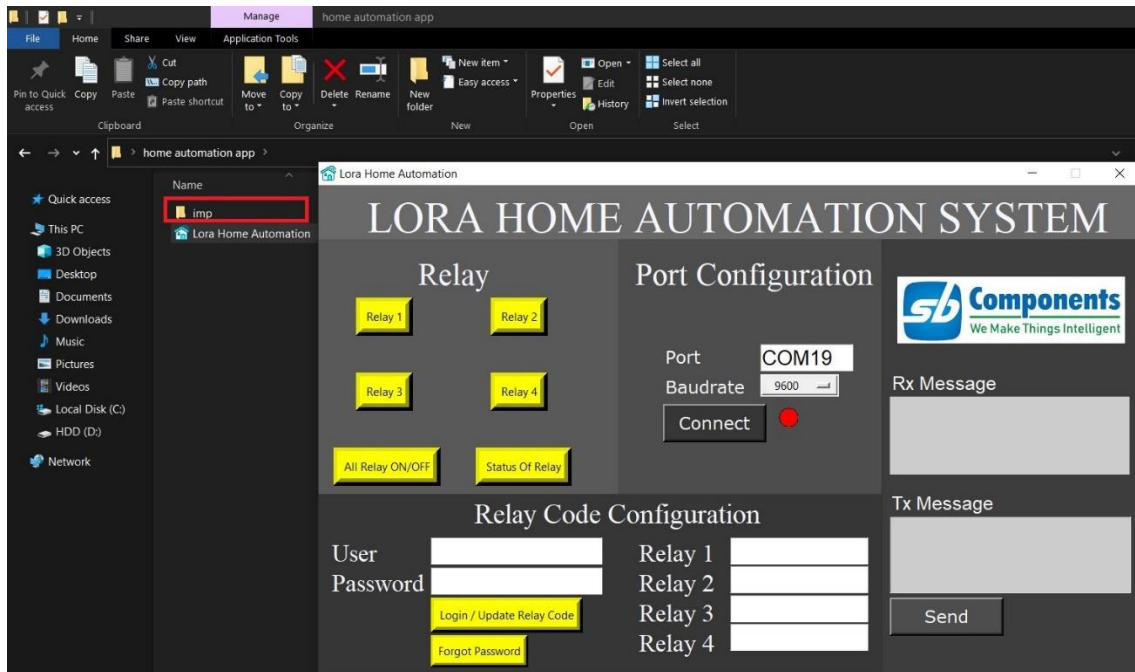 Manage
home automation app
File
Home
Share
View
Application Tools
Pin to Quick access
Copy
Paste
Cut
Copy path
Paste shortcut
Move to
Copy to
Delete
Rename
New folder
New item
Easy access
Properties
Open
Edit
History
Select all
Select none
Invert selection
Clipboard
Organize
New
Open
Select
home automation app
Quick access
This PC
3D Objects
Desktop
Documents
Downloads
Music
Pictures
Videos
Local Disk (C:)
HDD (D:)
Network
Name
imp
Lora Home Automation
Lora Home Automation
LORA HOME AUTOMATION SYSTEM
Relay
Relay 1
Relay 2
Relay 3
Relay 4
All Relay ON/OFF
Status Of Relay
Port Configuration
Port
COM19
Baudrate
9600
Connect
sb Components
We Make Things Intelligent
Rx Message
Tx Message
Send
Relay Code Configuration
User
Password
Login / Update Relay Code
Forgot Password
Relay 1
Relay 2
Relay 3
Relay 4